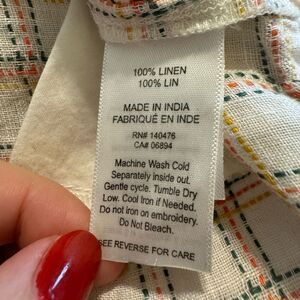 100% LINEN
100% LIN
MADE IN INDIA
FABRIQUÉ EN INDE
RN# 140476
CA# 06894
Machine Wash Cold
Separately inside out.
Gentle cycle. Tumble Dry
Low. Cool Iron if Needed.
Do not iron on embroidery.
Do Not Bleach.
SEE REVERSE FOR CARE